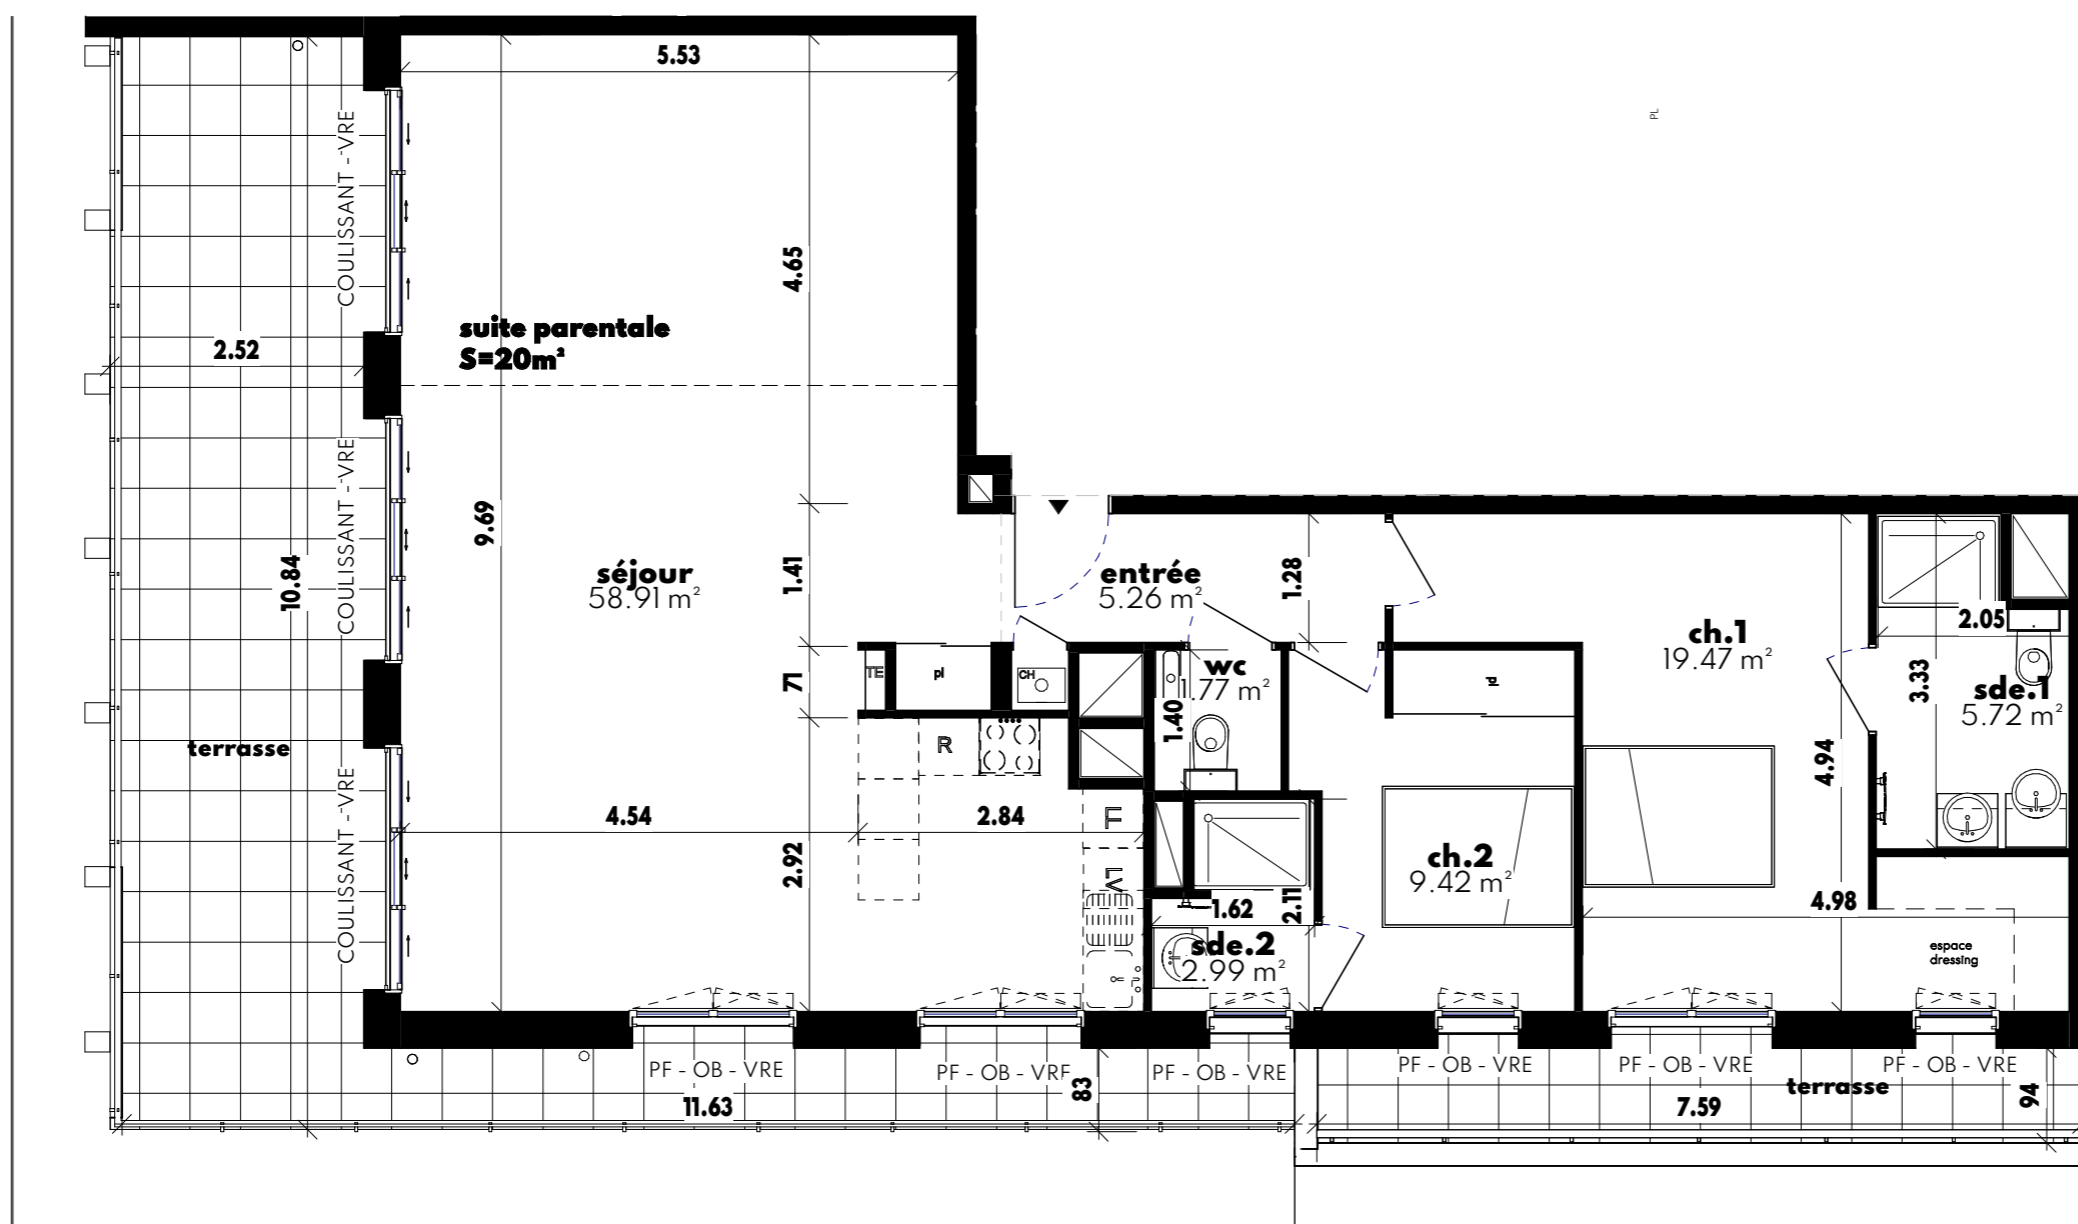 5.53
PL
COULISSANT - VRE
4.65
suite parentale
S=20m²
2.52
9.69
COULISSANT - VRE
10.84
séjour
58.91 m²
1.41
entrée
5.26 m²
1.28
ch.1
19.47 m²
2.05
3.33
sde.1
5.72 m²
TE
pl
CH
wc
1.77 m²
1.40
pl
71
terrasse
R
4.94
COULISSANT - VRE
4.54
2.84
LL
2.92
LV
ch.2
9.42 m²
1.62
2.11
4.98
sde.2
2.99 m²
espace
dressing
PF - OB - VRE
PF - OB - VRE
PF - OB - VRE
PF - OB - VRE
PF - OB - VRE
PF - OB - VRE
83
terrasse
94
11.63
7.59